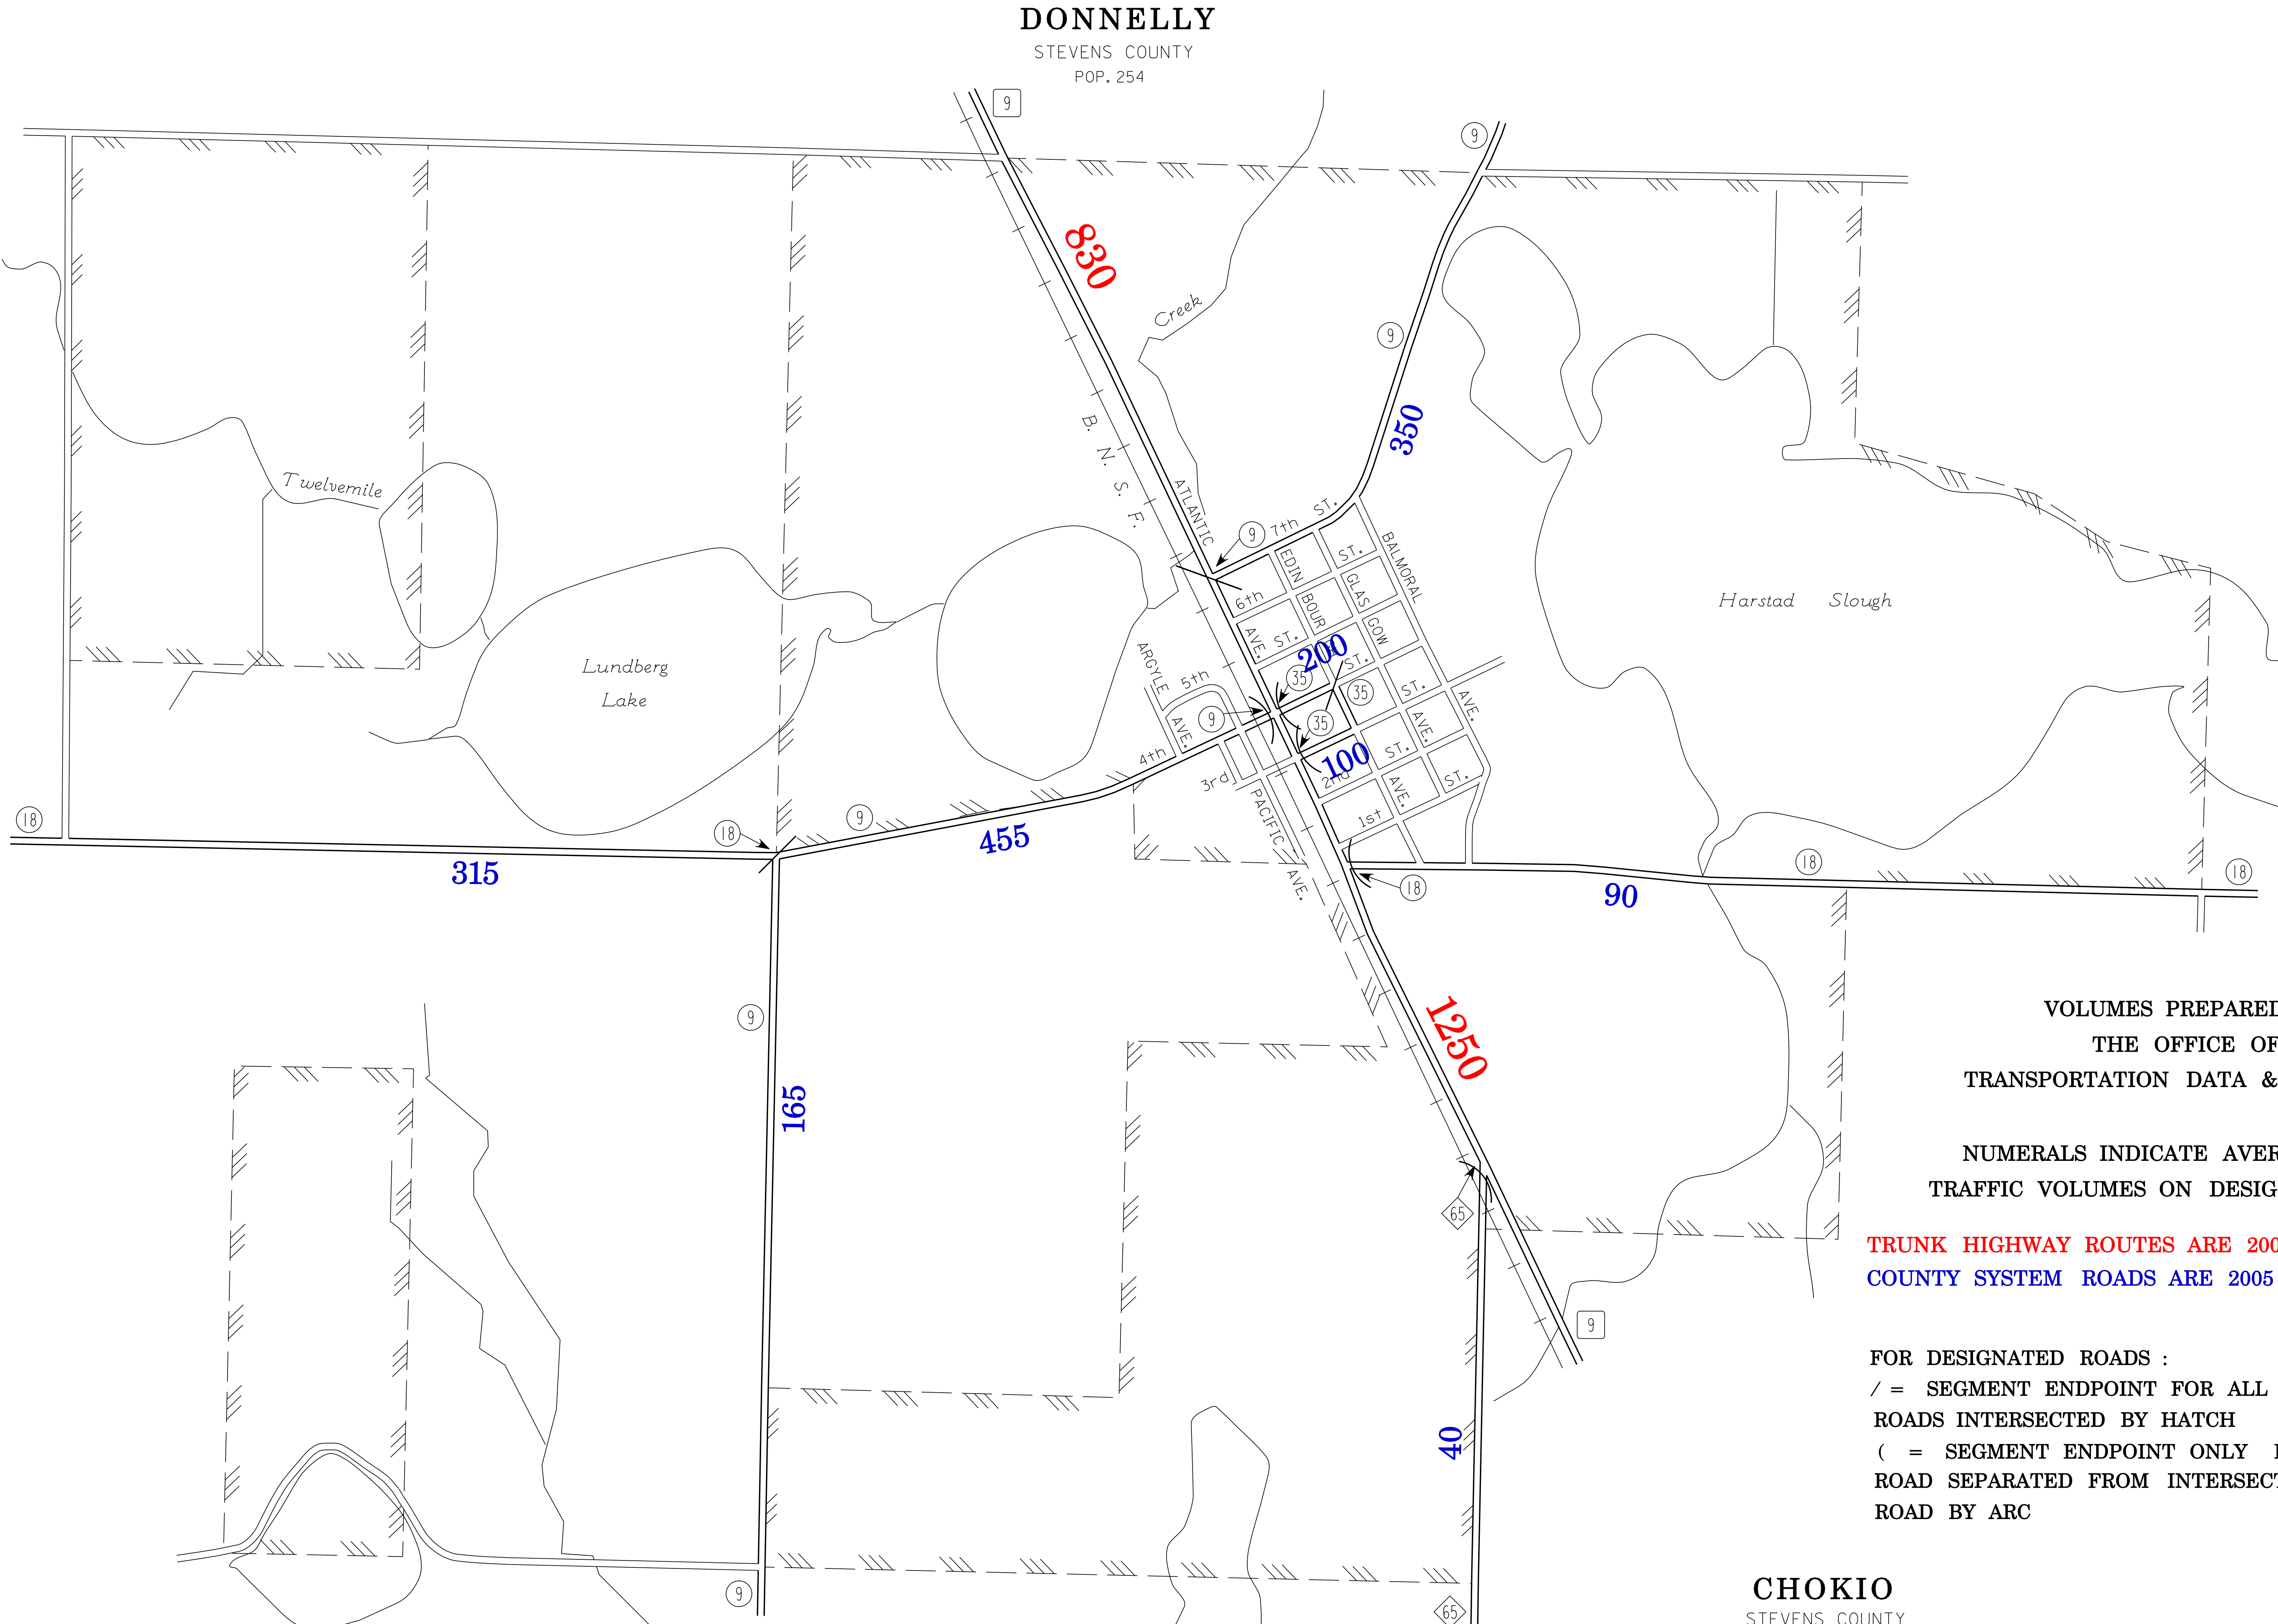 DONNELLY
STEVENS COUNTY
POP. 254
9
9
830
Creek
9
350
B. N. S. F.
Twelvemile
ATLANTIC
9
7th ST.
BALMORAL
EDIN
ST.
GLAS
6th
BOUR
GOW
AVE.
ST.
200
ST.
Harstad Slough
Lundberg
Lake
ARGYLE
5th
35
35
ST.
AVE.
9
AVE.
35
AVE.
4th
100
ST.
3rd
2nd
AVE.
ST.
PACIFIC
1st
18
18
9
455
315
AVE.
18
18
18
90
9
165
1250
VOLUMES PREPARED
THE OFFICE OF
TRANSPORTATION DATA &
NUMERALS INDICATE AVER
TRAFFIC VOLUMES ON DESIG
65
TRUNK HIGHWAY ROUTES ARE 200
COUNTY SYSTEM ROADS ARE 2005
9
FOR DESIGNATED ROADS :
/ = SEGMENT ENDPOINT FOR ALL
ROADS INTERSECTED BY HATCH
( = SEGMENT ENDPOINT ONLY
ROAD SEPARATED FROM INTERSECT
ROAD BY ARC
40
9
65
CHOKIO
STEVENS COUNTY